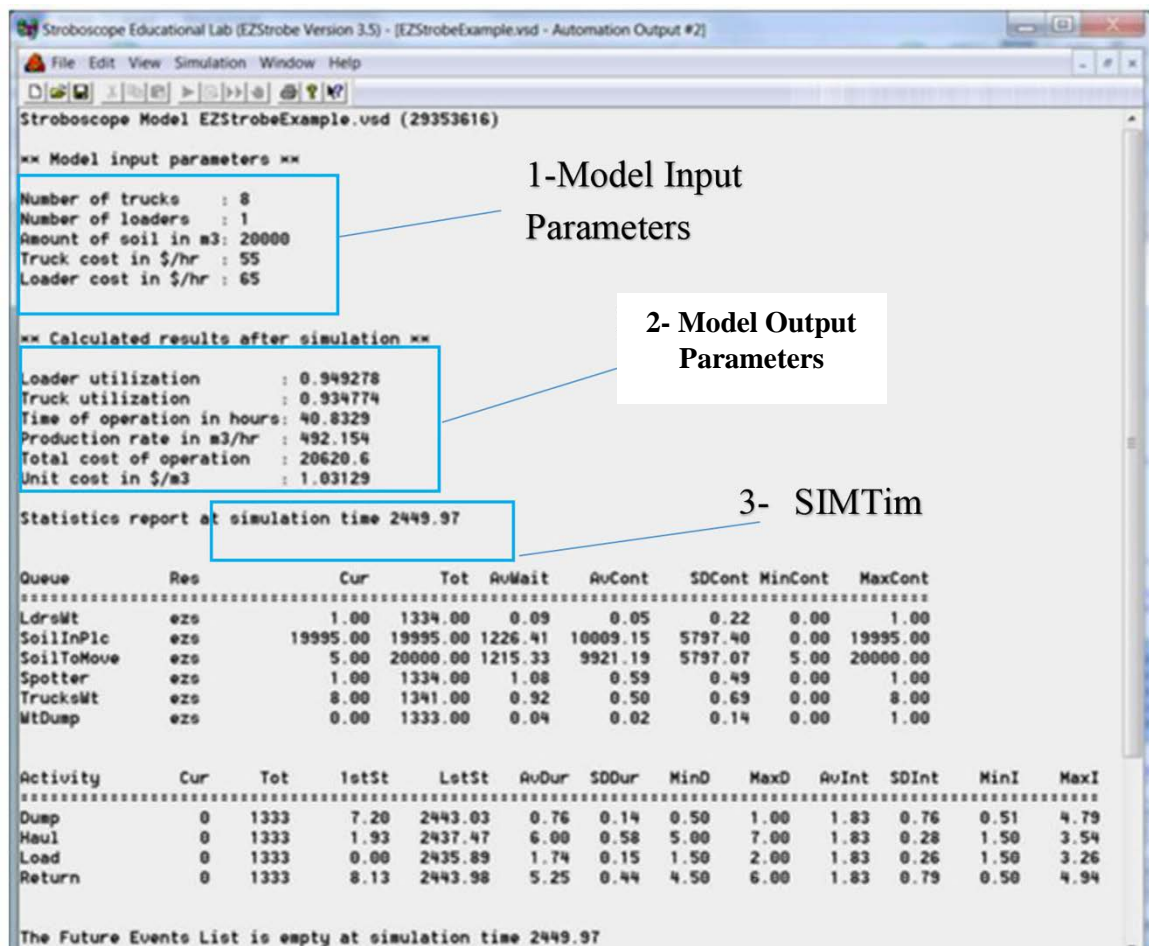 Stroboscope Educational Lab (EZStrobe Version 3.5) - [EZStrobeExample.vsd - Automation Output #2]
File Edit View Simulation Window Help
Stroboscope Model EZStrobeExample.vsd (29353616)
** Model input parameters **
1-Model Input
Parameters
Number of trucks : 8
Number of loaders : 1
Amount of soil in m3: 20000
Truck cost in $/hr : 55
Loader cost in $/hr : 65
** Calculated results after simulation **
2- Model Output
Parameters
Loader utilization : 0.949278
Truck utilization : 0.934774
Time of operation in hours: 40.8329
Production rate in m3/hr : 492.154
Total cost of operation : 20620.6
Unit cost in $/m3 : 1.03129
3- SIMTim
Statistics report at simulation time 2449.97
Queue Res Cur Tot AvWait AvCont SDCont MinCont MaxCont
LdrsWt ezs 1.00 1334.00 0.09 0.05 0.22 0.00 1.00
SoilInPlc ezs 19995.00 19995.00 1226.41 10009.15 5797.40 0.00 19995.00
SoilToMove ezs 5.00 20000.00 1215.33 9921.19 5797.07 5.00 20000.00
Spotter ezs 1.00 1334.00 1.08 0.59 0.49 0.00 1.00
TrucksWt ezs 8.00 1341.00 0.92 0.50 0.69 0.00 8.00
WtDump ezs 0.00 1333.00 0.04 0.02 0.14 0.00 1.00
Activity Cur Tot 1stSt LstSt AvDur SDDur MinD MaxD AvInt SDInt MinI MaxI
Dump 0 1333 7.20 2443.03 0.76 0.14 0.50 1.00 1.83 0.76 0.51 4.79
Haul 0 1333 1.93 2437.47 6.00 0.58 5.00 7.00 1.83 0.28 1.50 3.54
Load 0 1333 0.00 2435.89 1.74 0.15 1.50 2.00 1.83 0.26 1.50 3.26
Return 0 1333 8.13 2443.98 5.25 0.44 4.50 6.00 1.83 0.79 0.50 4.94
The Future Events List is empty at simulation time 2449.97